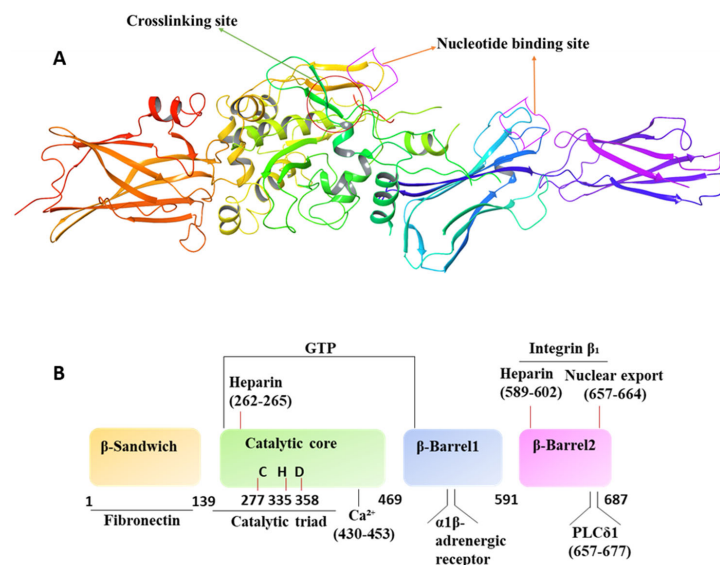 Crosslinking site
A
Nucleotide binding site
B
GTP
Integrin β₁
Heparin
(262-265)
Heparin
(589-602)
Nuclear export
(657-664)
β-Sandwich
Catalytic core
β-Barrel1
β-Barrel2
C H D
1
139
277 335 358
469
591
687
Fibronectin
Catalytic triad
Ca²⁺
(430-453)
α1β-
adrenergic
receptor
PLCδ1
(657-677)